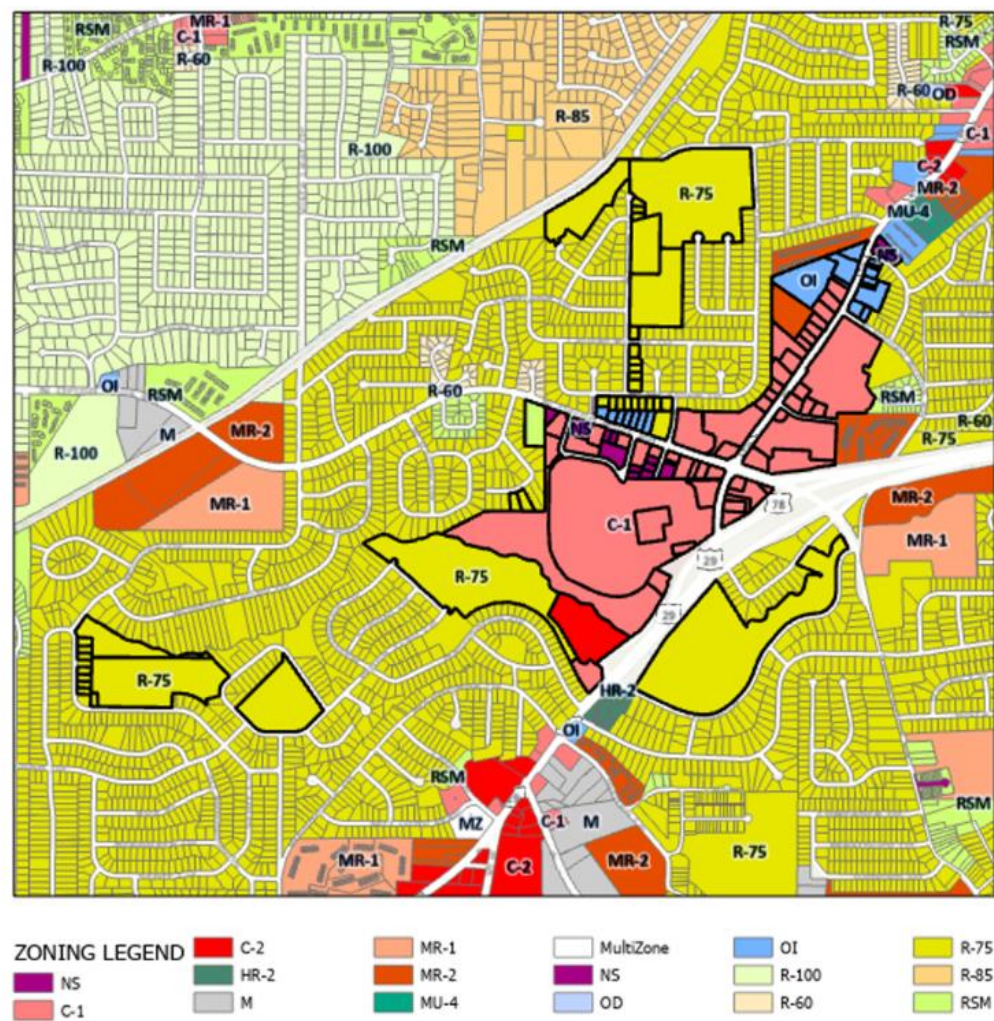 RSM
MR-1
C-1
R-60
R-100
R-85
R-100
R-75
RSM
R-60
OD
C-1
C-2
MR-2
MU-4
NS
R-75
RSM
OI
OI
RSM
R-60
RSM
M
MR-2
R-100
NS
R-60
R-75
MR-1
C-1
78
MR-2
29
MR-1
R-75
29
R-75
HR-2
OI
RSM
MZ
C-1
M
RSM
MR-1
C-2
MR-2
R-75
ZONING LEGEND
NS
C-1
C-2
HR-2
M
MR-1
MR-2
MU-4
MultiZone
NS
OD
OI
R-100
R-60
R-75
R-85
RSM